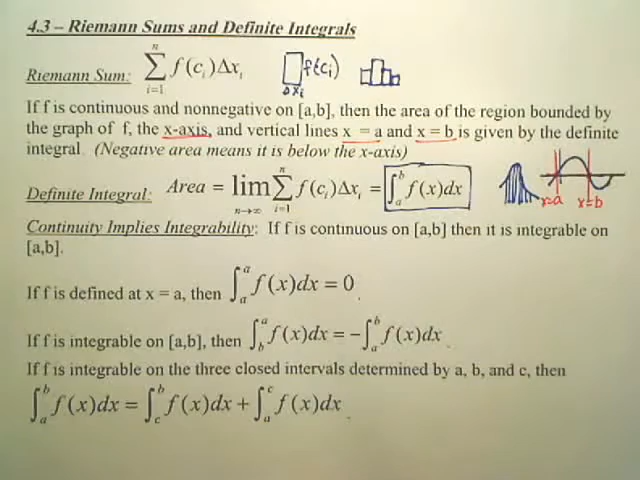 4.3 – Riemann Sums and Definite Integrals
Riemann Sum: ∑_{i=1}^{n} f(c_i)Δx_i f(c_i) Δx_i
If f is continuous and nonnegative on [a,b], then the area of the region bounded by
the graph of f, the x-axis, and vertical lines x = a and x = b is given by the definite
integral. (Negative area means it is below the x-axis)
Definite Integral: Area = lim_{n→∞} ∑_{i=1}^{n} f(c_i)Δx_i = ∫_a^b f(x)dx x=a x=b
Continuity Implies Integrability: If f is continuous on [a,b] then it is integrable on
[a,b].
If f is defined at x = a, then ∫_a^a f(x)dx = 0.
If f is integrable on [a,b], then ∫_b^a f(x)dx = −∫_a^b f(x)dx.
If f is integrable on the three closed intervals determined by a, b, and c, then
∫_a^b f(x)dx = ∫_c^b f(x)dx + ∫_a^c f(x)dx.